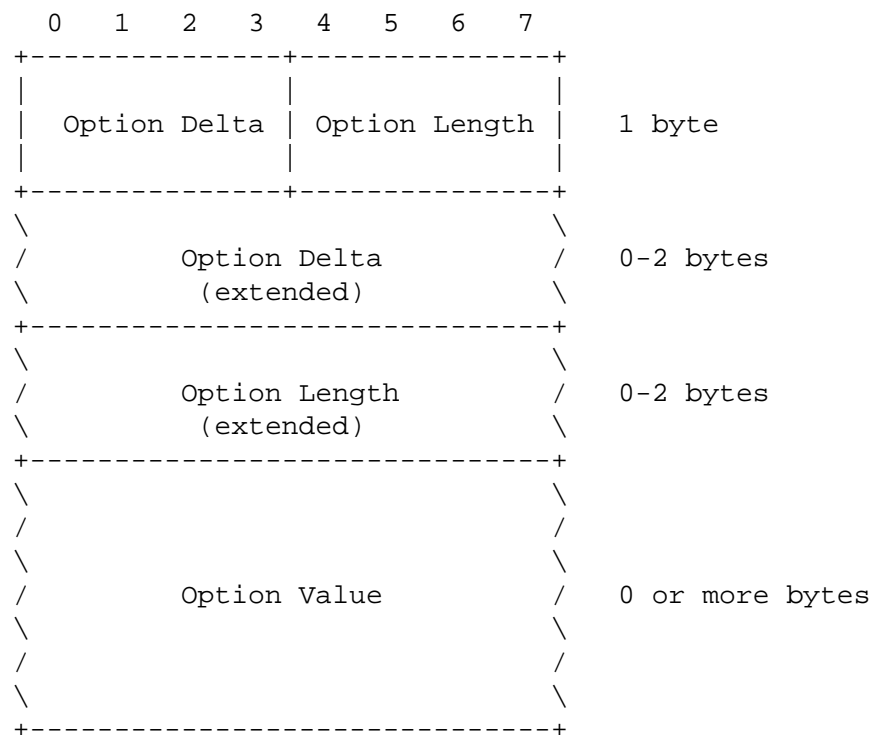 0 1 2 3 4 5 6 7
Option Delta | Option Length 1 byte
Option Delta 0-2 bytes
(extended)
Option Length 0-2 bytes
(extended)
Option Value 0 or more bytes